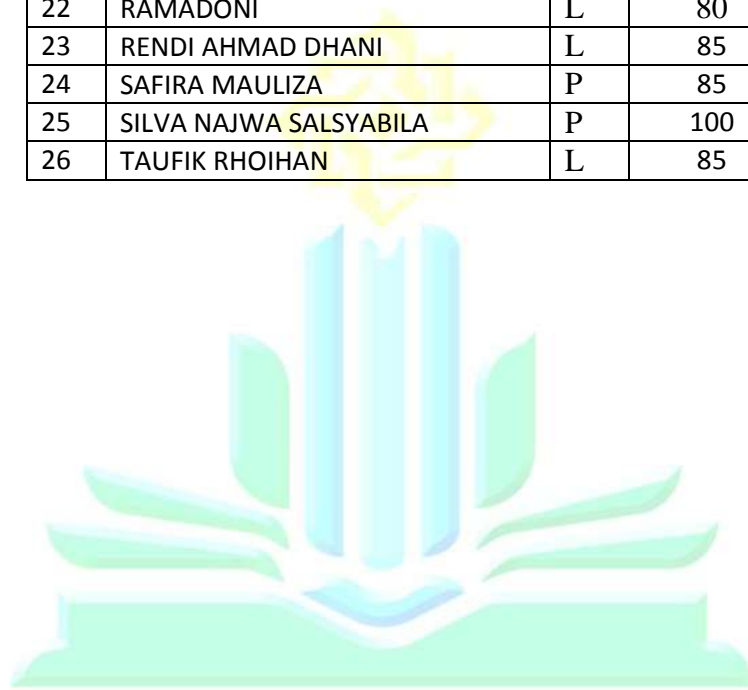 22 RAMADONI L 80
23 RENDI AHMAD DHANI L 85
24 SAFIRA MAULIZA P 85
25 SILVA NAJWA SALSYABILA P 100
26 TAUFIK RHOIHAN L 85